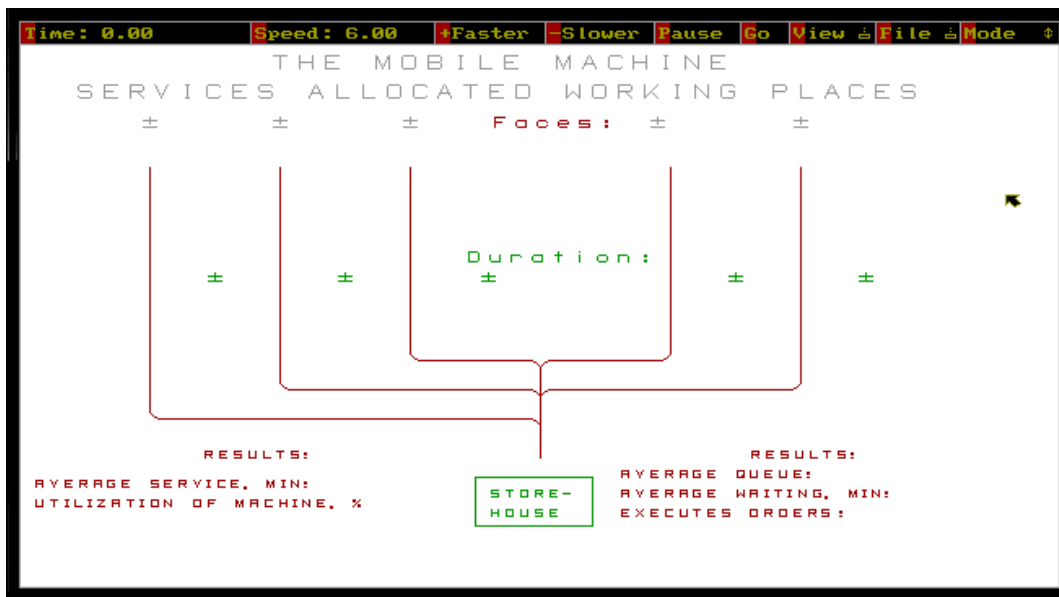 Time: 0.00 Speed: 6.00 +Faster -Slower Pause Go View File Mode
THE MOBILE MACHINE
SERVICES ALLOCATED WORKING PLACES
± ± ± Faces: ± ±
Duration:
± ± ± ± ±
RESULTS:
AVERAGE SERVICE, MIN:
UTILIZATION OF MACHINE, %
STORE-
HOUSE
RESULTS:
AVERAGE QUEUE:
AVERAGE WAITING, MIN:
EXECUTES ORDERS: